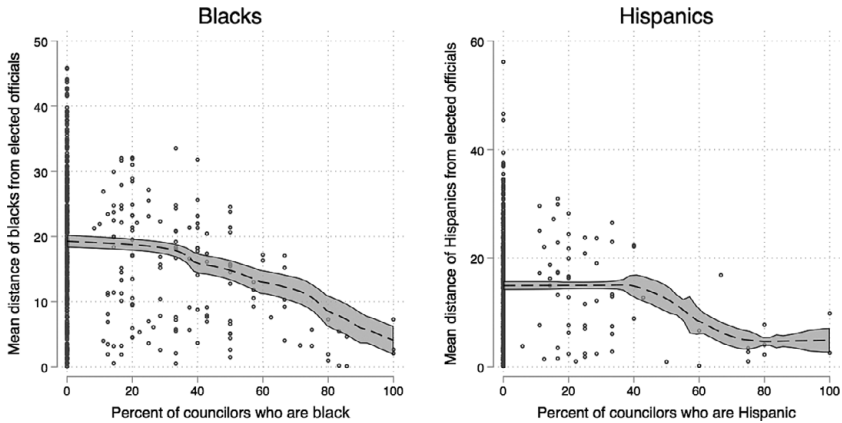 Blacks
Mean distance of blacks from elected officials
50
40
30
20
10
0
0 20 40 60 80 100
Percent of councilors who are black
Hispanics
Mean distance of Hispanics from elected officials
60
40
20
0
0 20 40 60 80 100
Percent of councilors who are Hispanic